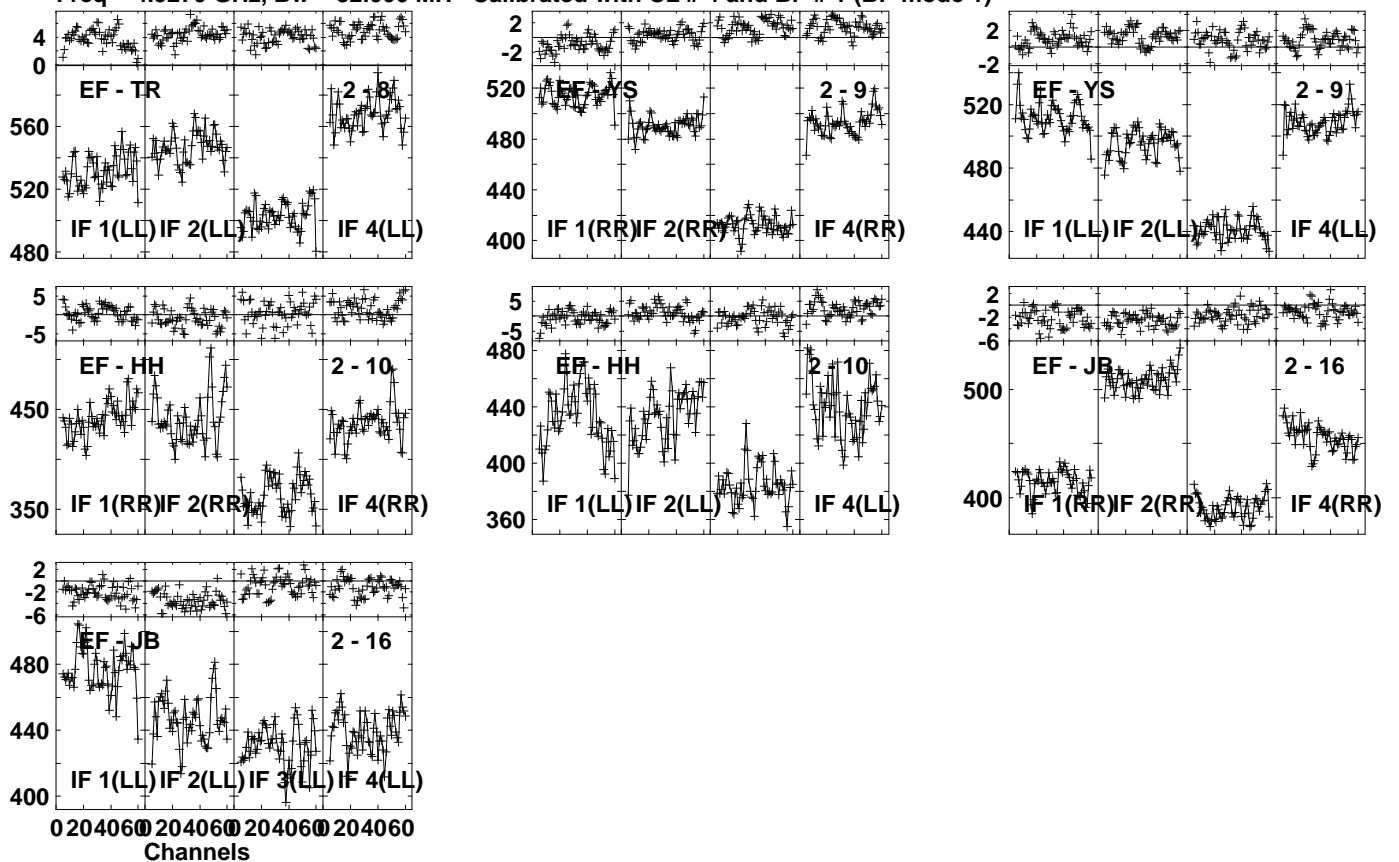 4
0
EF - TR
2 - 8
560
520
480
IF 1(LL) IF 2(LL) IF 4(LL)
2
-2
EF - YS
2 - 9
520
480
440
400
IF 1(RR) IF 2(RR) IF 4(RR)
2
-2
EF - YS
2 - 9
520
480
440
IF 1(LL) IF 2(LL) IF 4(LL)
5
-5
EF - HH
2 - 10
450
350
IF 1(RR) IF 2(RR) IF 4(RR)
5
-5
EF - HH
2 - 10
480
440
400
360
IF 1(LL) IF 2(LL) IF 4(LL)
2
-2
-6
EF - JB
2 - 16
500
400
IF 1(RR) IF 2(RR) IF 4(RR)
2
-2
-6
EF - JB
2 - 16
480
440
400
IF 1(LL) IF 2(LL) IF 3(LL) IF 4(LL)
0 20 40 60 0 20 40 60 0 20 40 60 0 20 40 60
Channels